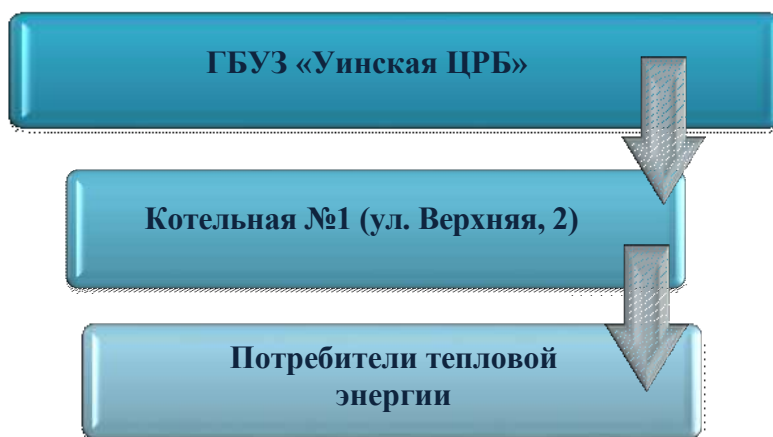 ГБУЗ «Уинская ЦРБ»
Котельная №1 (ул. Верхняя, 2)
Потребители тепловой
энергии